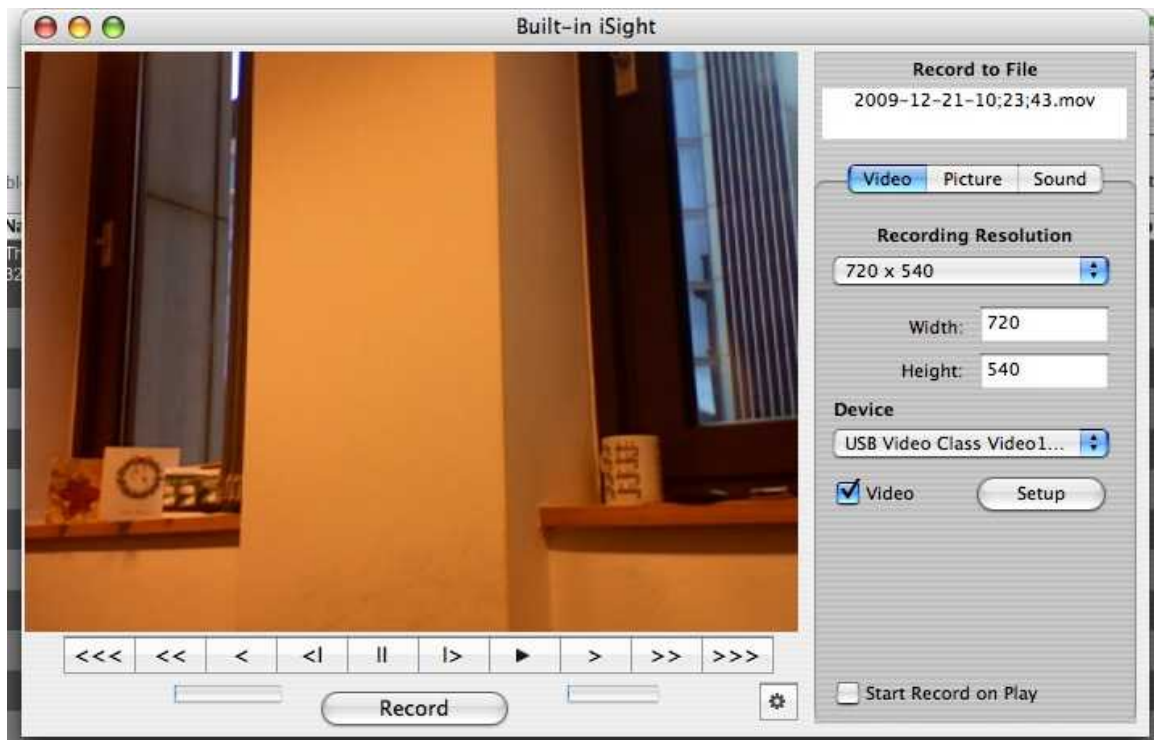 Built-in iSight
Record to File
2009-12-21-10;23;43.mov
Video Picture Sound
Recording Resolution
720 x 540
Width: 720
Height: 540
Device
USB Video Class Video1...
Video Setup
<<< << < <I II I> ► > >> >>>
Record
Start Record on Play